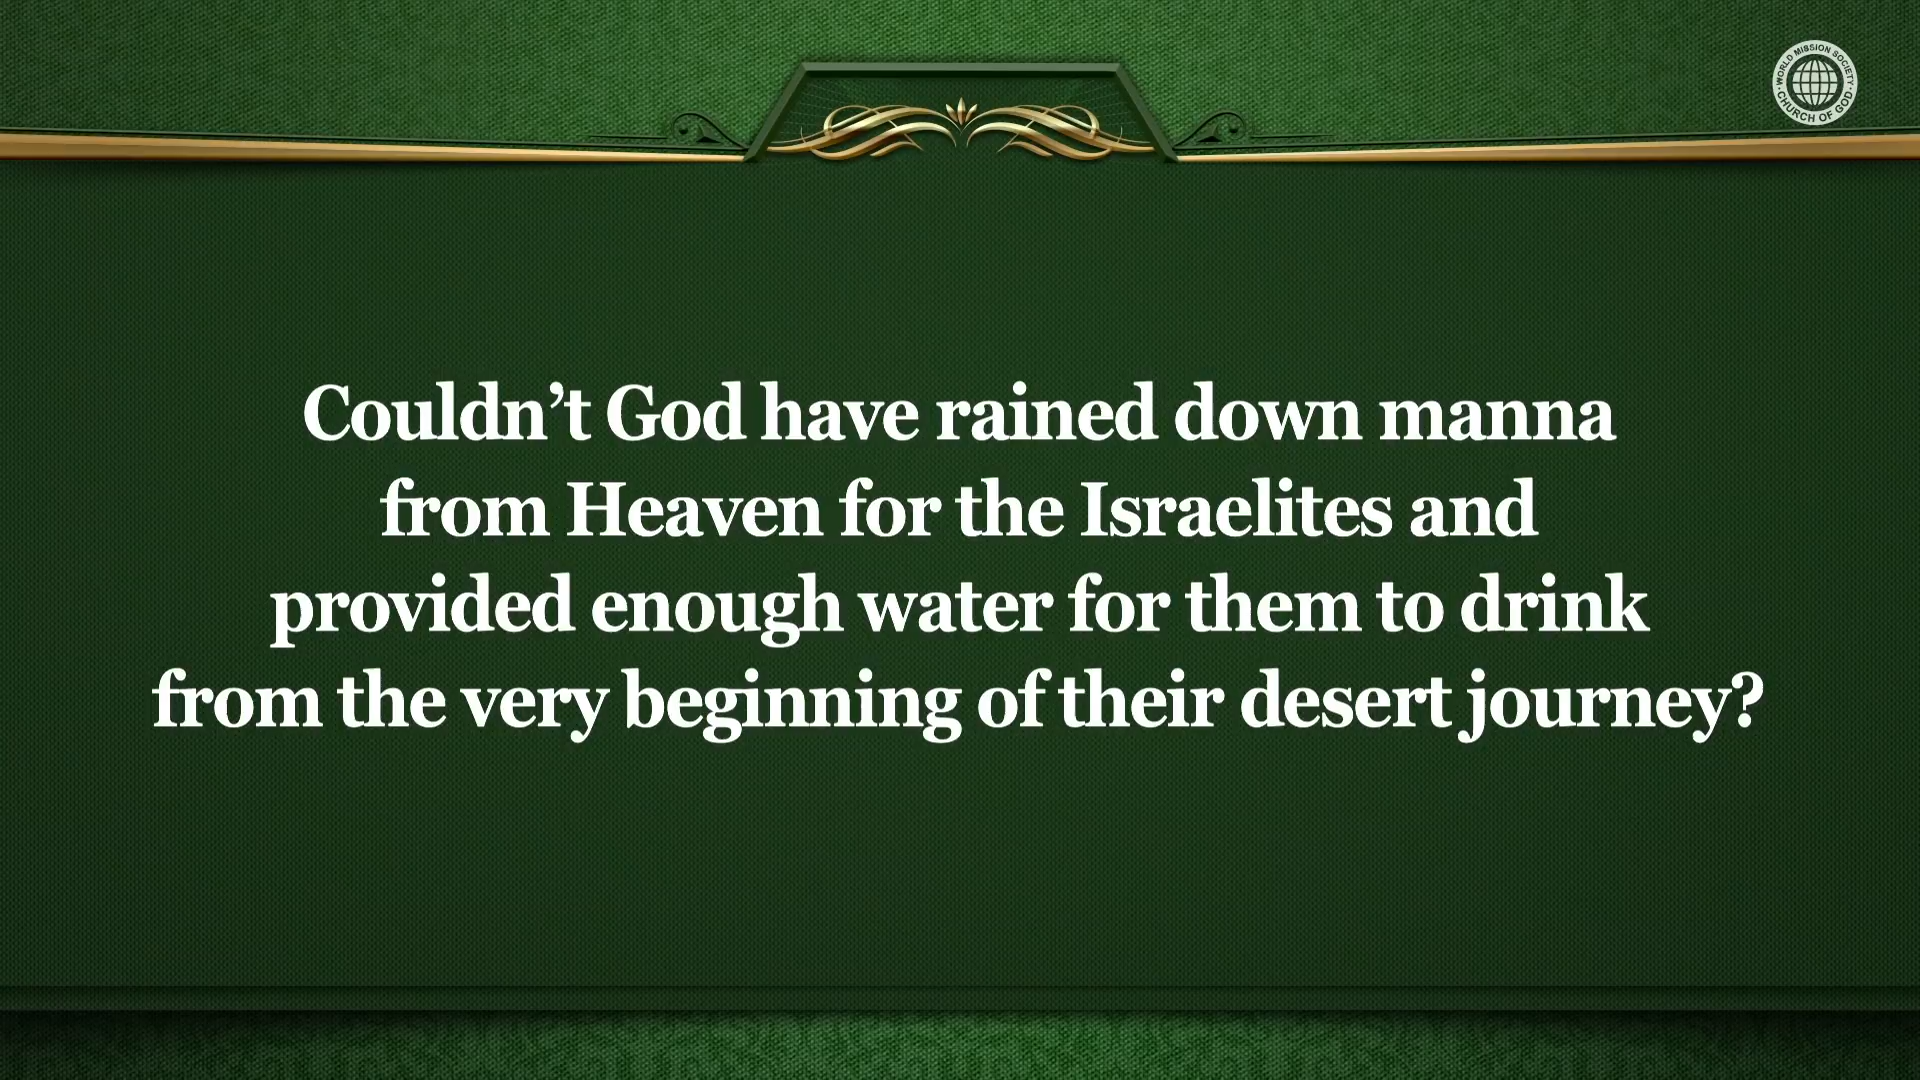 WORLD MISSION SOCIETY
CHURCH OF GOD
Couldn’t God have rained down manna
from Heaven for the Israelites and
provided enough water for them to drink
from the very beginning of their desert journey?